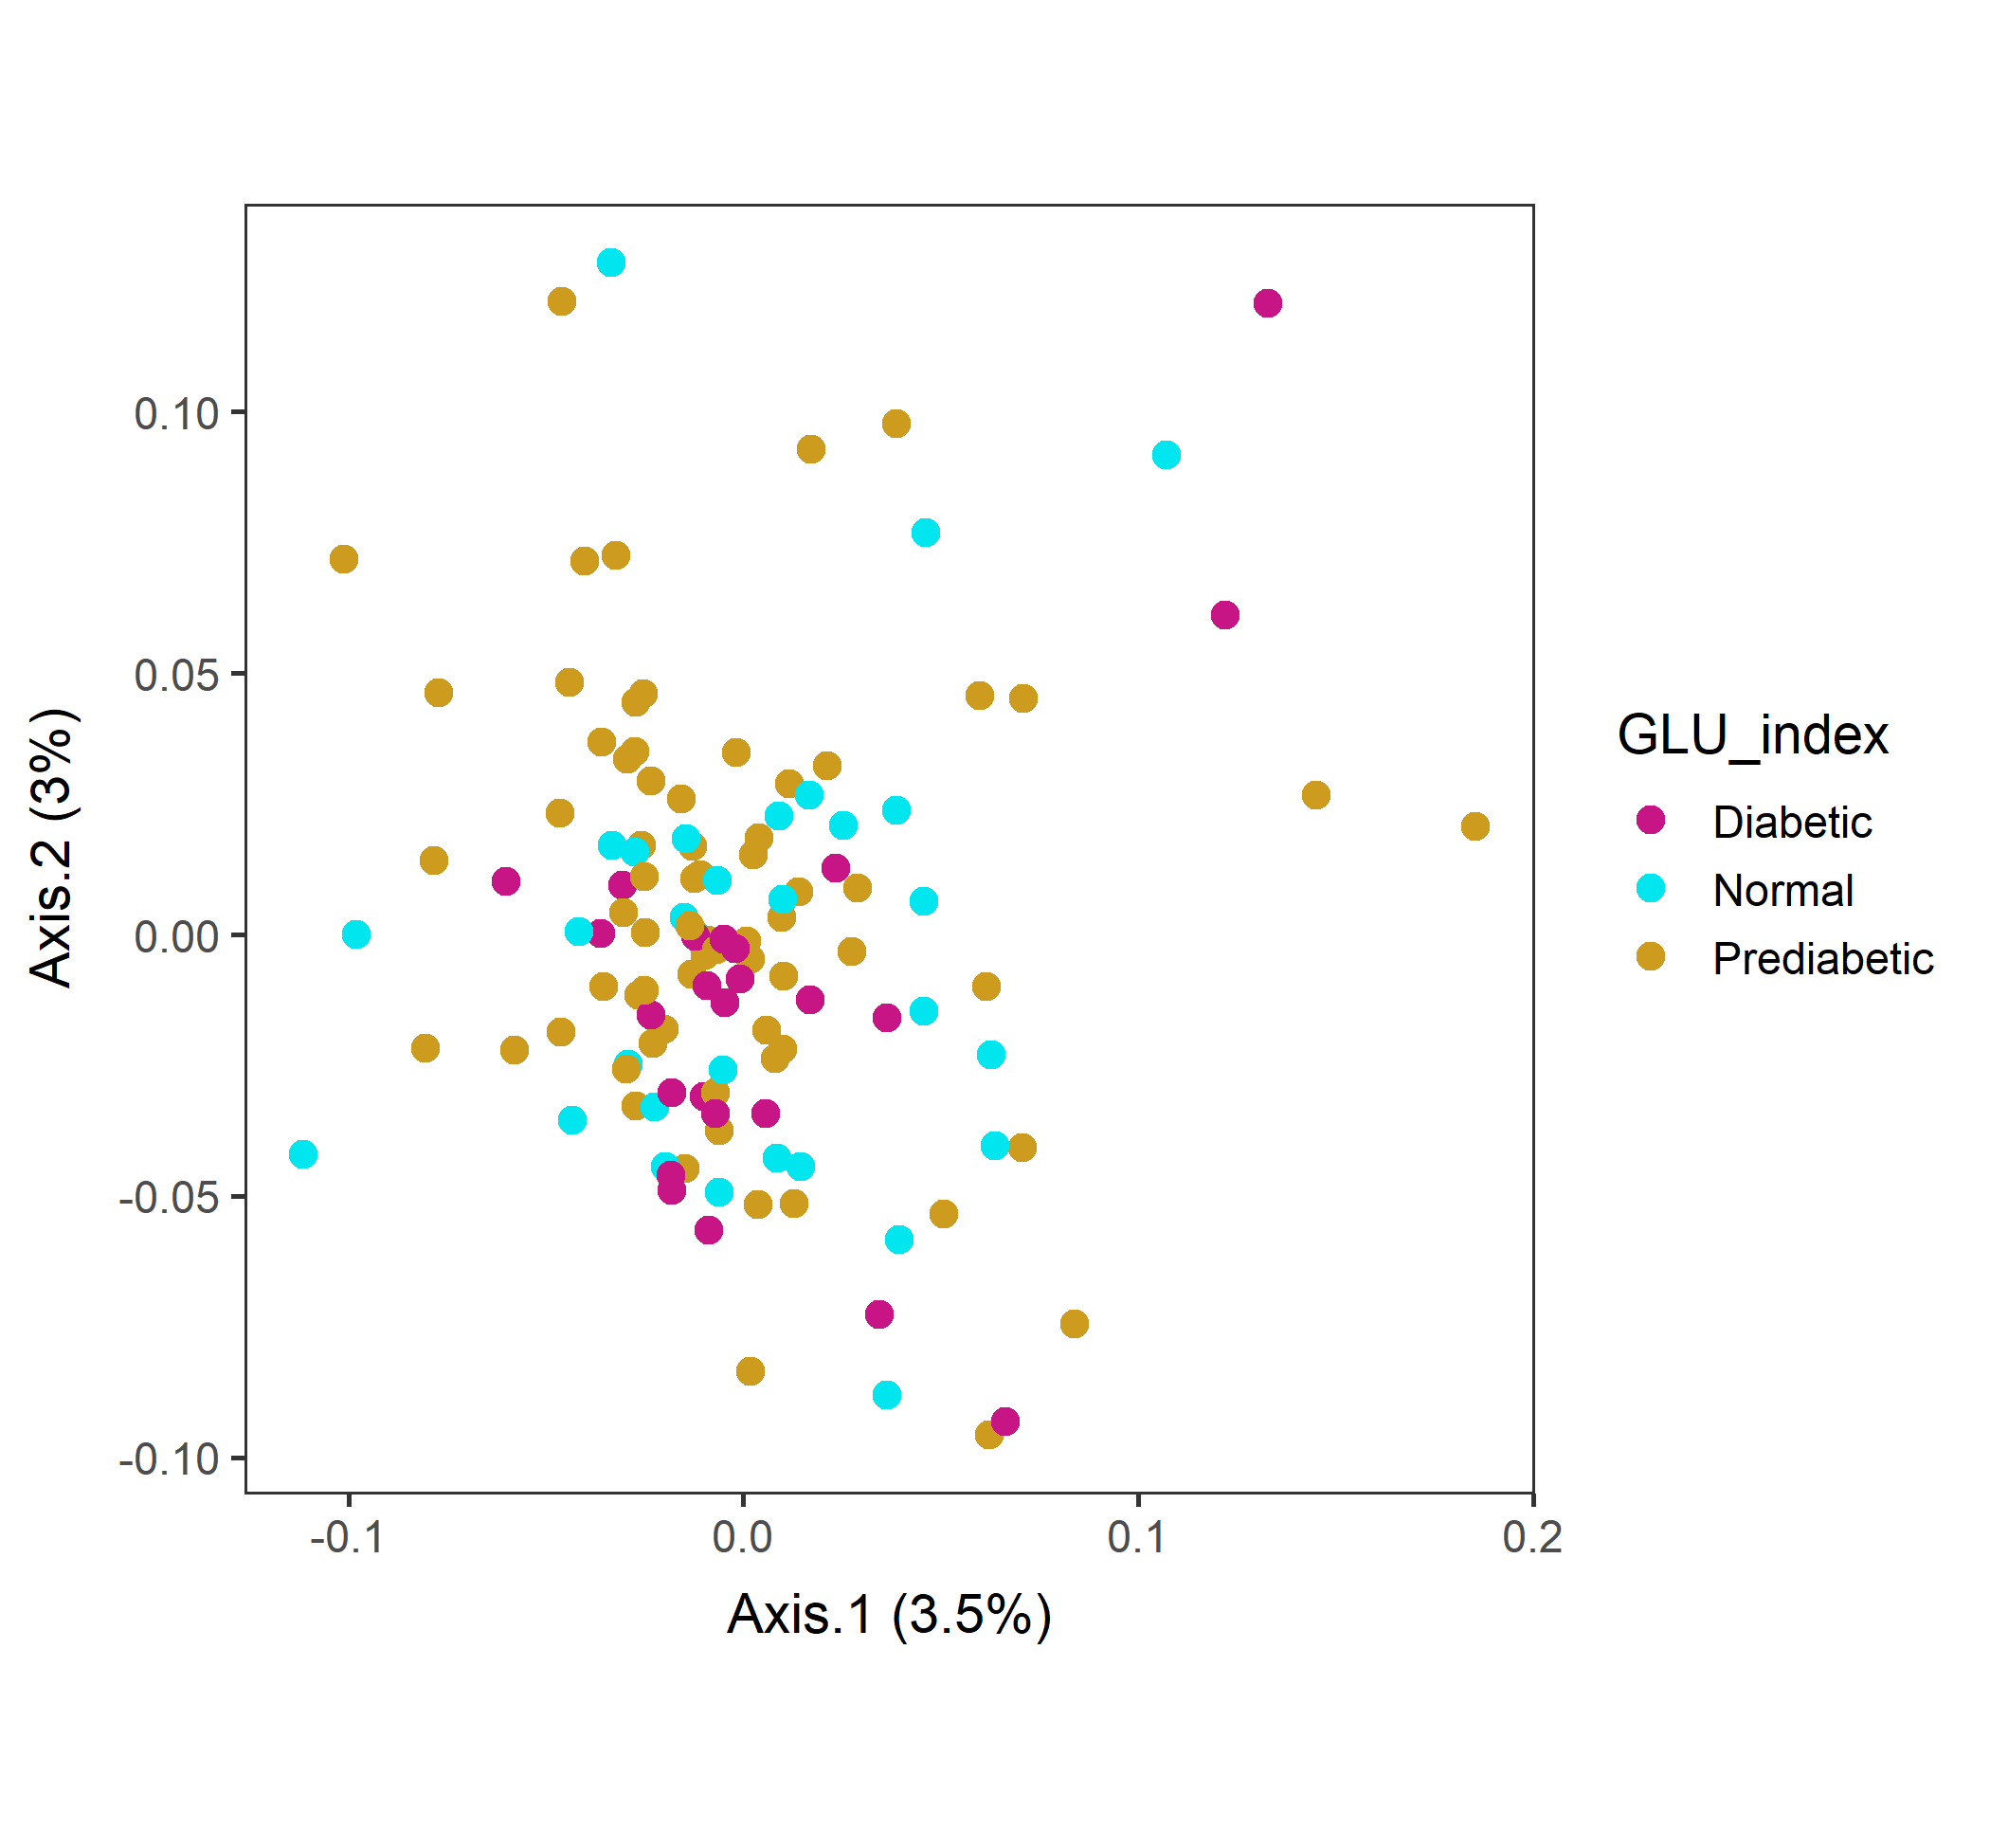 0.10
0.05
0.00
-0.05
-0.10
Axis.2 (3%)
-0.1
0.0
0.1
0.2
Axis.1 (3.5%)
GLU_index
Diabetic
Normal
Prediabetic